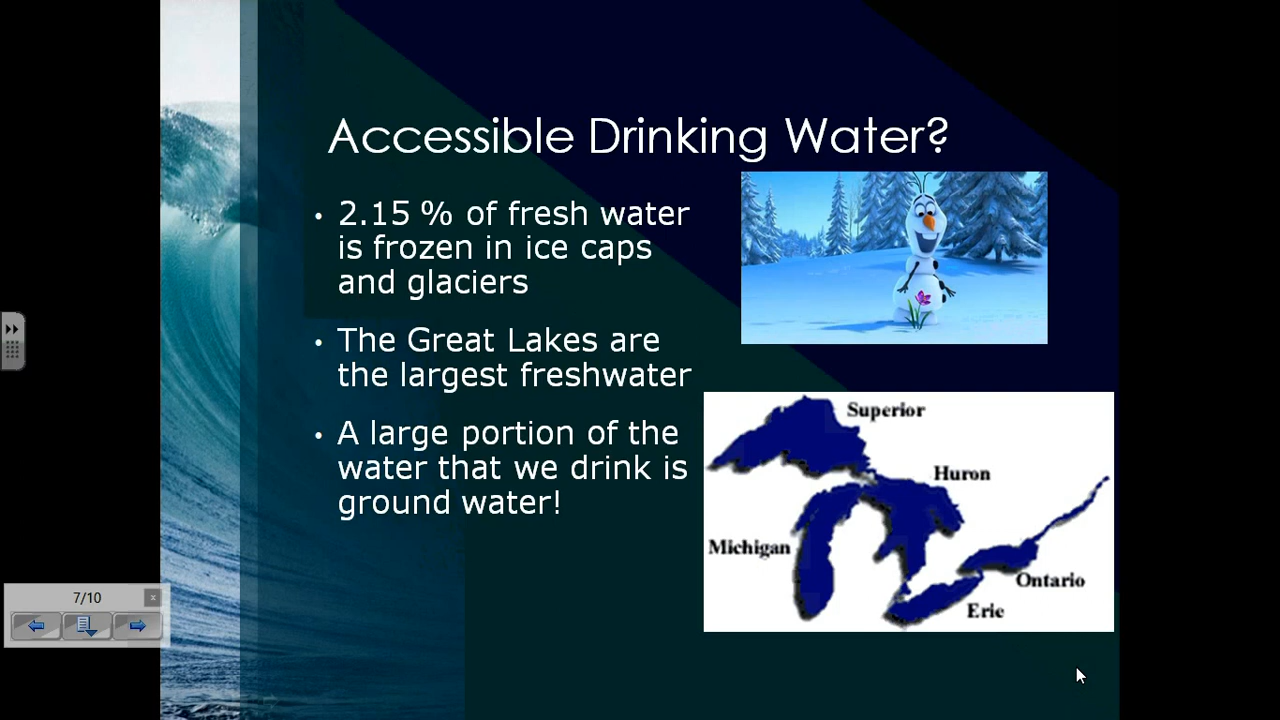 Accessible Drinking Water?
• 2.15 % of fresh water
is frozen in ice caps
and glaciers
• The Great Lakes are
the largest freshwater
• A large portion of the
water that we drink is
ground water!
Superior
Huron
Michigan
Ontario
Erie
7/10
x